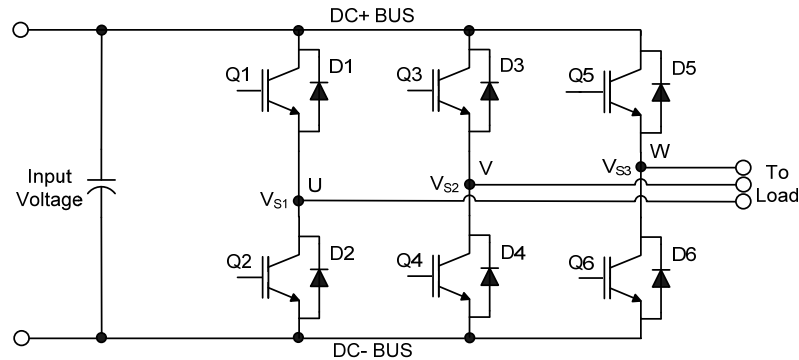 DC+ BUS
Q1
D1
Q3
D3
Q5
D5
Input
Voltage
VS1
U
VS2
V
VS3
W
To
Load
Q2
D2
Q4
D4
Q6
D6
DC- BUS